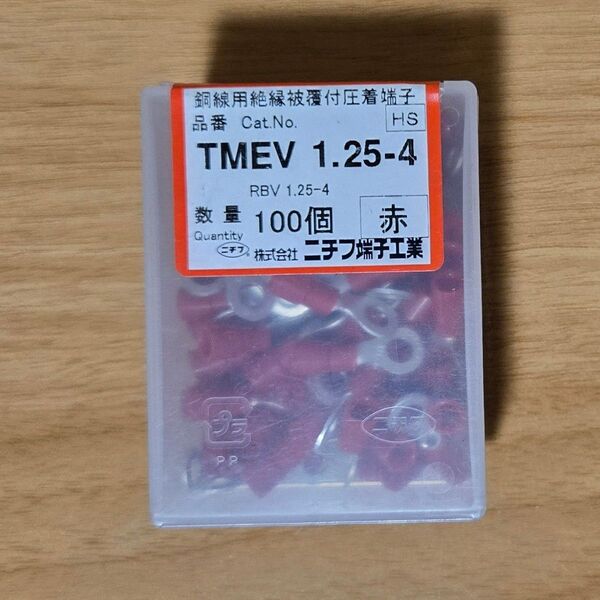 銅線用絶縁被覆付圧着端子
品番 Cat.No. HS
TMEV 1.25-4
RBV 1.25-4
数量 100個 赤
Quantity
ニチフ 株式会社 ニチフ端子工業
プラ ニチフ
PP